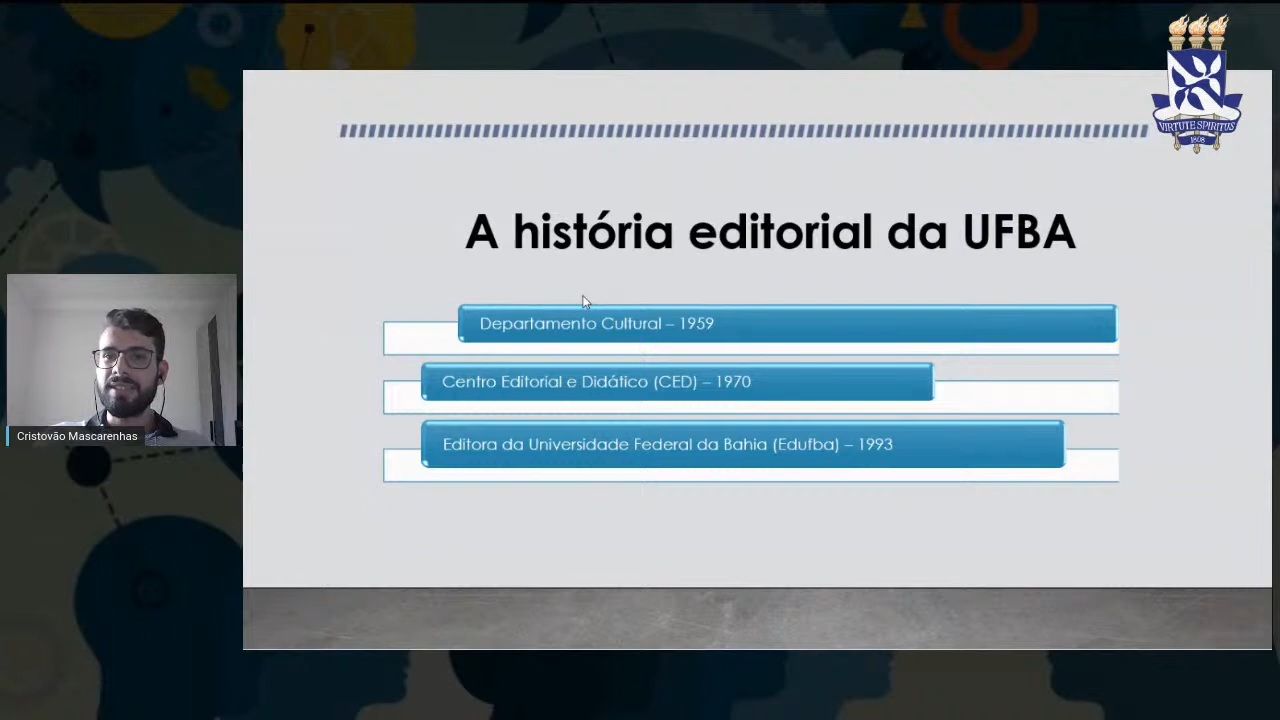 VIRTUTE SPIRITUS
1808
A história editorial da UFBA
Departamento Cultural – 1959
Centro Editorial e Didático (CED) – 1970
Editora da Universidade Federal da Bahia (Edufba) – 1993
Cristovão Mascarenhas